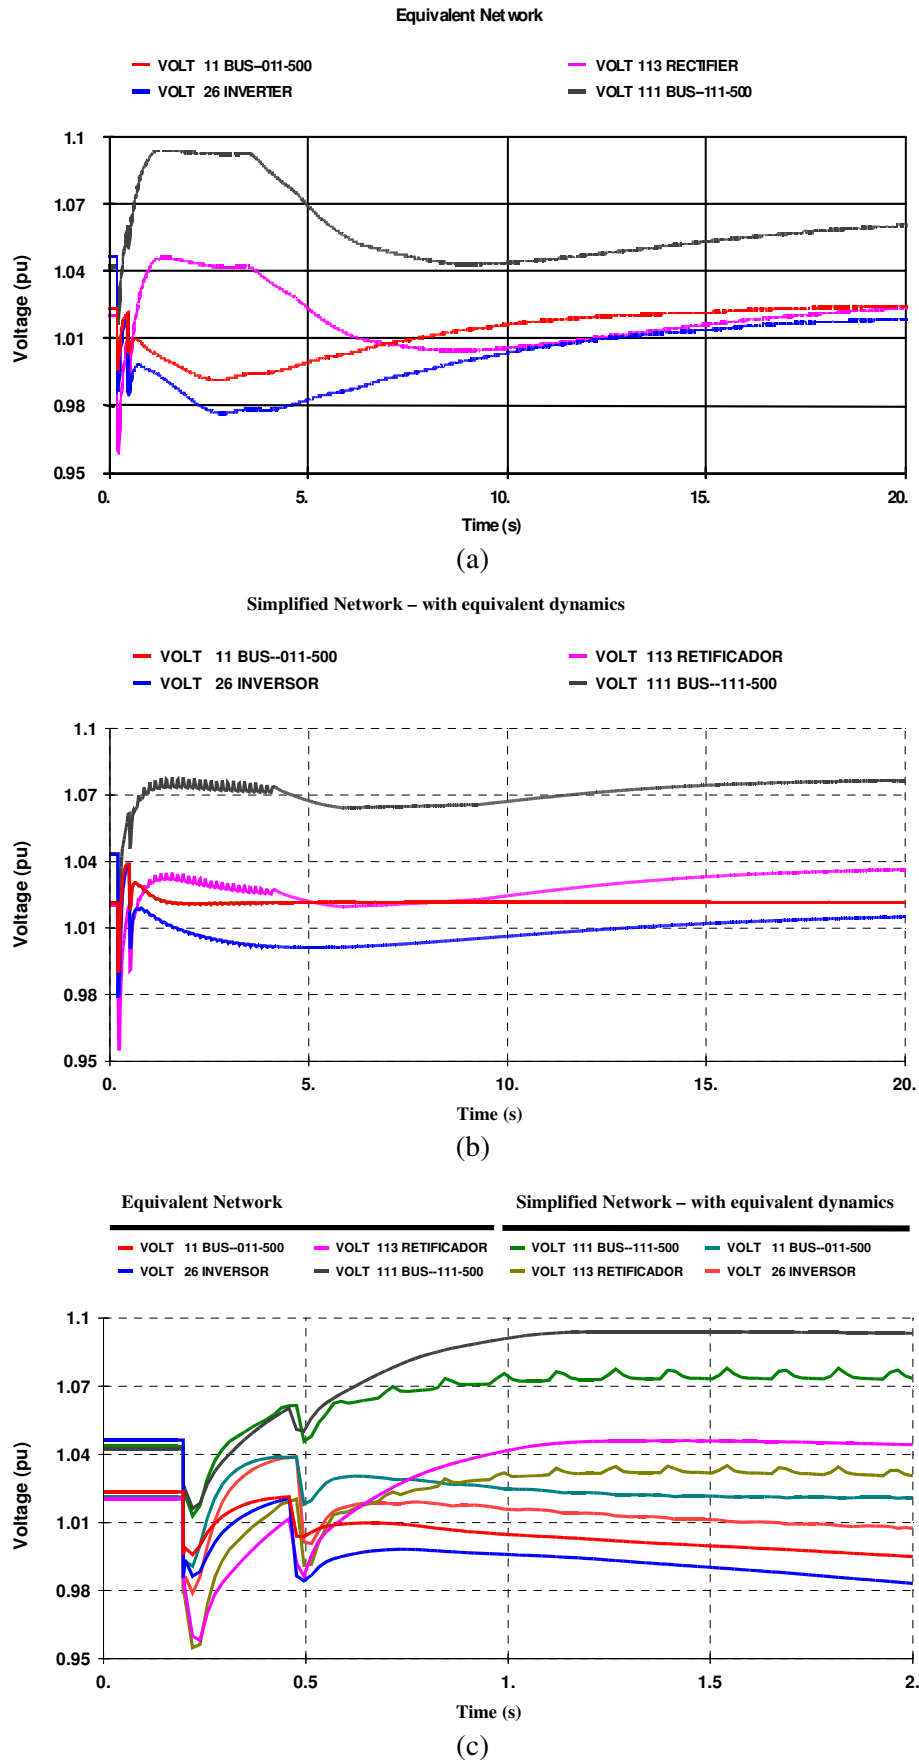 Equivalent Network
VOLT 11 BUS--011-500
VOLT 113 RECTIFIER
VOLT 26 INVERTER
VOLT 111 BUS--111-500
1.1
1.07
1.04
1.01
0.98
0.95
Voltage (pu)
0. 5. 10. 15. 20.
Time (s)
(a)
Simplified Network – with equivalent dynamics
VOLT 11 BUS--011-500
VOLT 113 RETIFICADOR
VOLT 26 INVERSOR
VOLT 111 BUS--111-500
1.1
1.07
1.04
1.01
0.98
0.95
Voltage (pu)
0. 5. 10. 15. 20.
Time (s)
(b)
Equivalent Network
Simplified Network – with equivalent dynamics
VOLT 11 BUS--011-500
VOLT 113 RETIFICADOR
VOLT 111 BUS--111-500
VOLT 11 BUS--011-500
VOLT 26 INVERSOR
VOLT 111 BUS--111-500
VOLT 113 RETIFICADOR
VOLT 26 INVERSOR
1.1
1.07
1.04
1.01
0.98
0.95
Voltage (pu)
0. 0.5 1. 1.5 2.
Time (s)
(c)